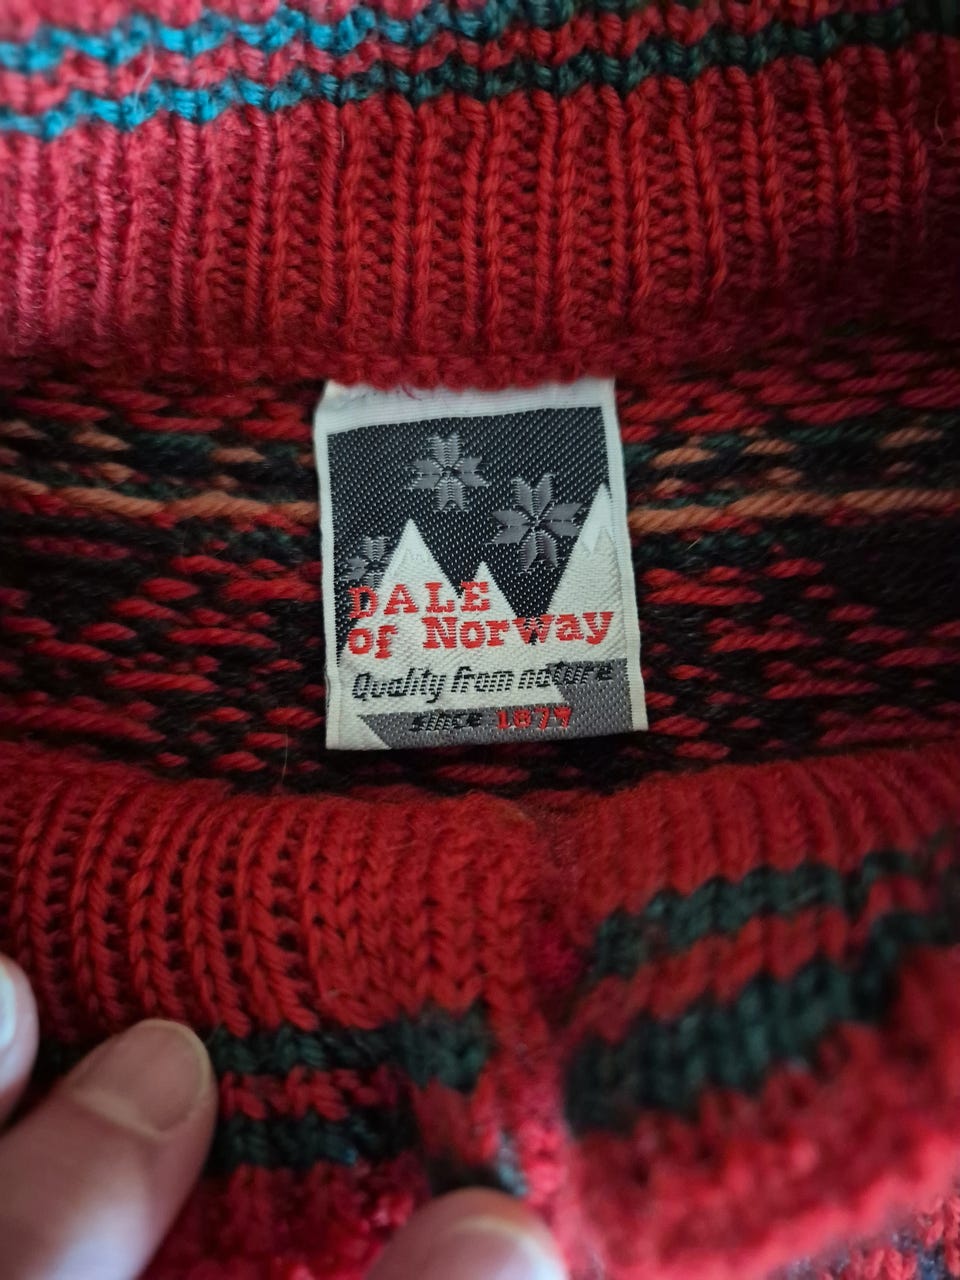 DALE
of Norway
Quality from nature
since 1879